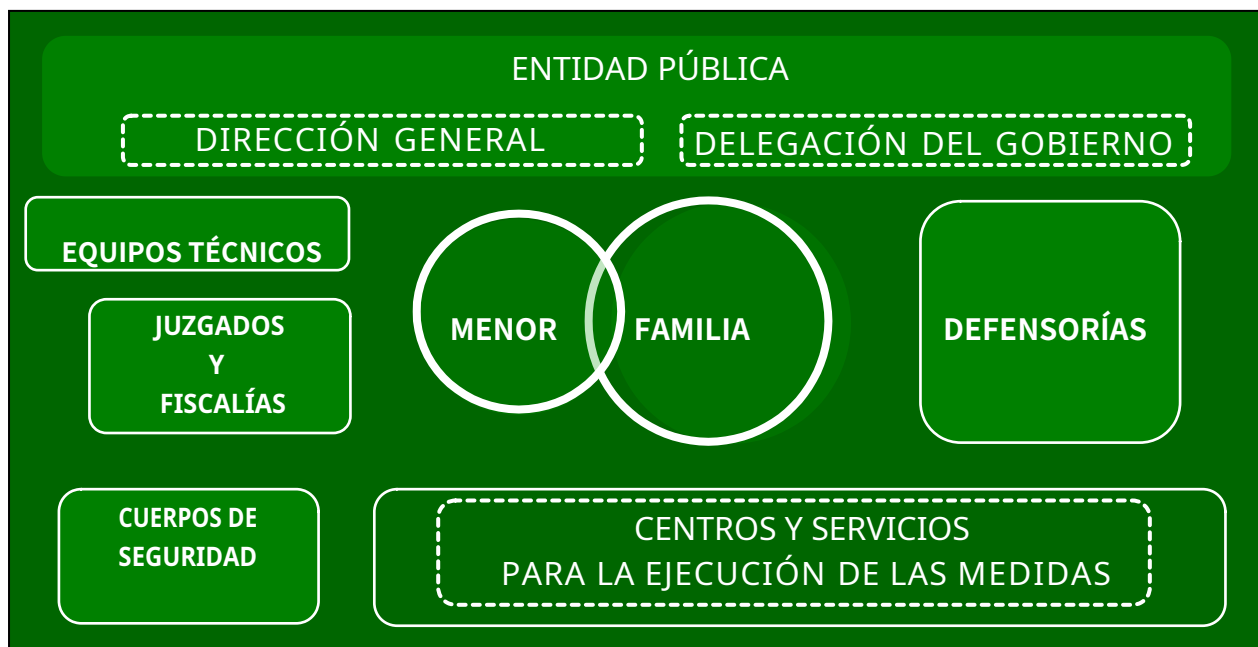 ENTIDAD PÚBLICA
DIRECCIÓN GENERAL
DELEGACIÓN DEL GOBIERNO
EQUIPOS TÉCNICOS
JUZGADOS
Y
FISCALÍAS
MENOR
FAMILIA
DEFENSORÍAS
CUERPOS DE
SEGURIDAD
CENTROS Y SERVICIOS
PARA LA EJECUCIÓN DE LAS MEDIDAS